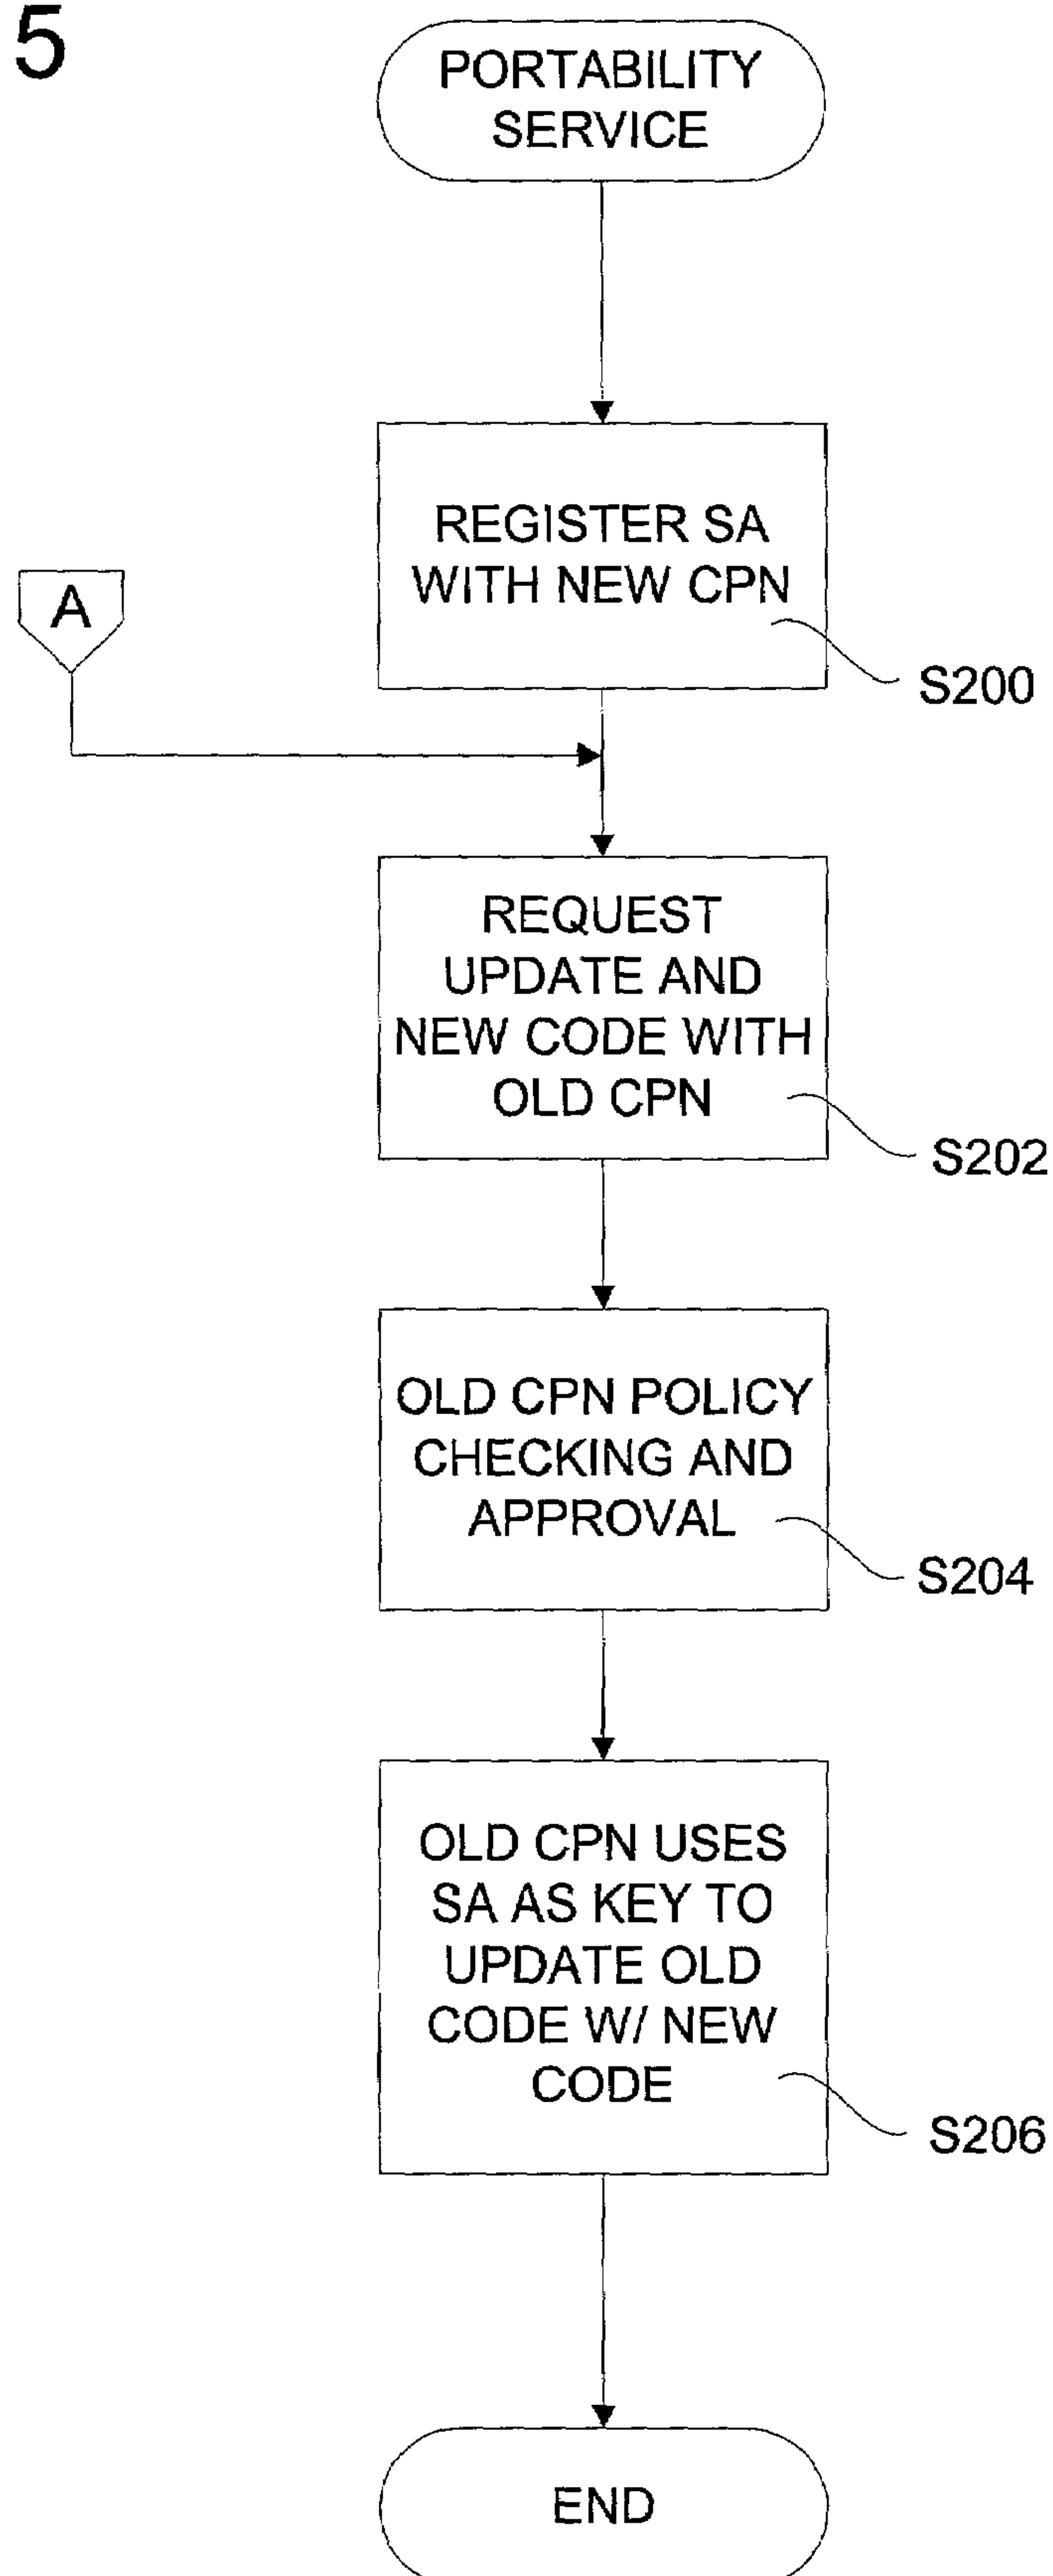 5
PORTABILITY
SERVICE
REGISTER SA
WITH NEW CPN
S200
A
REQUEST
UPDATE AND
NEW CODE WITH
OLD CPN
S202
OLD CPN POLICY
CHECKING AND
APPROVAL
S204
OLD CPN USES
SA AS KEY TO
UPDATE OLD
CODE W/ NEW
CODE
S206
END